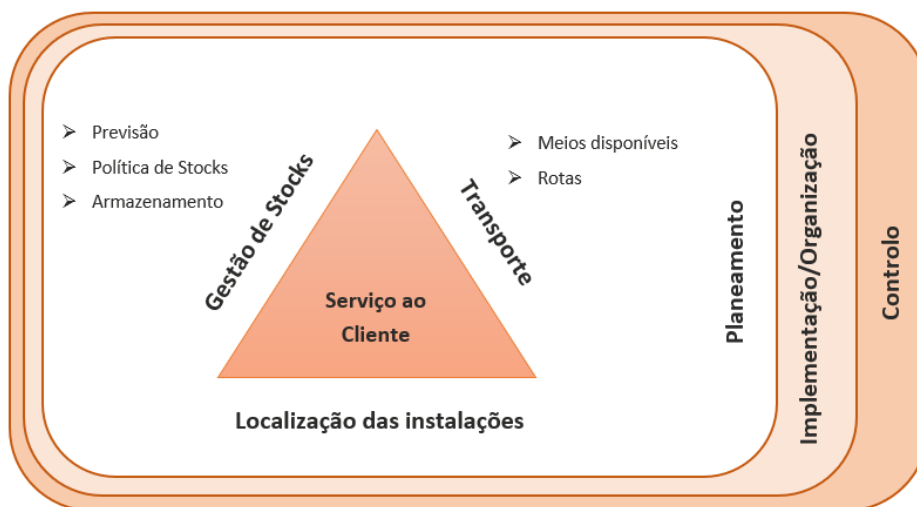 Previsão
Política de Stocks
Armazenamento
Gestão de Stocks
Meios disponíveis
Rotas
Transporte
Serviço ao
Cliente
Localização das instalações
Planeamento
Implementação/Organização
Controlo